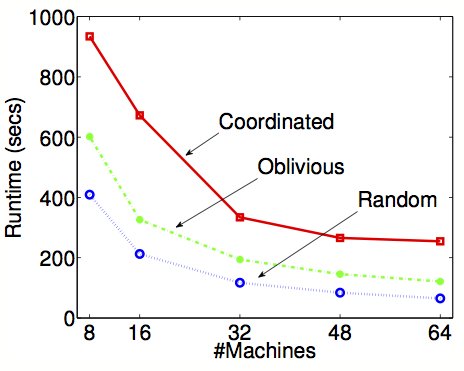 1000
800
600
400
200
0
Runtime (secs)
Coordinated
Oblivious
Random
8 16 32 48 64
#Machines